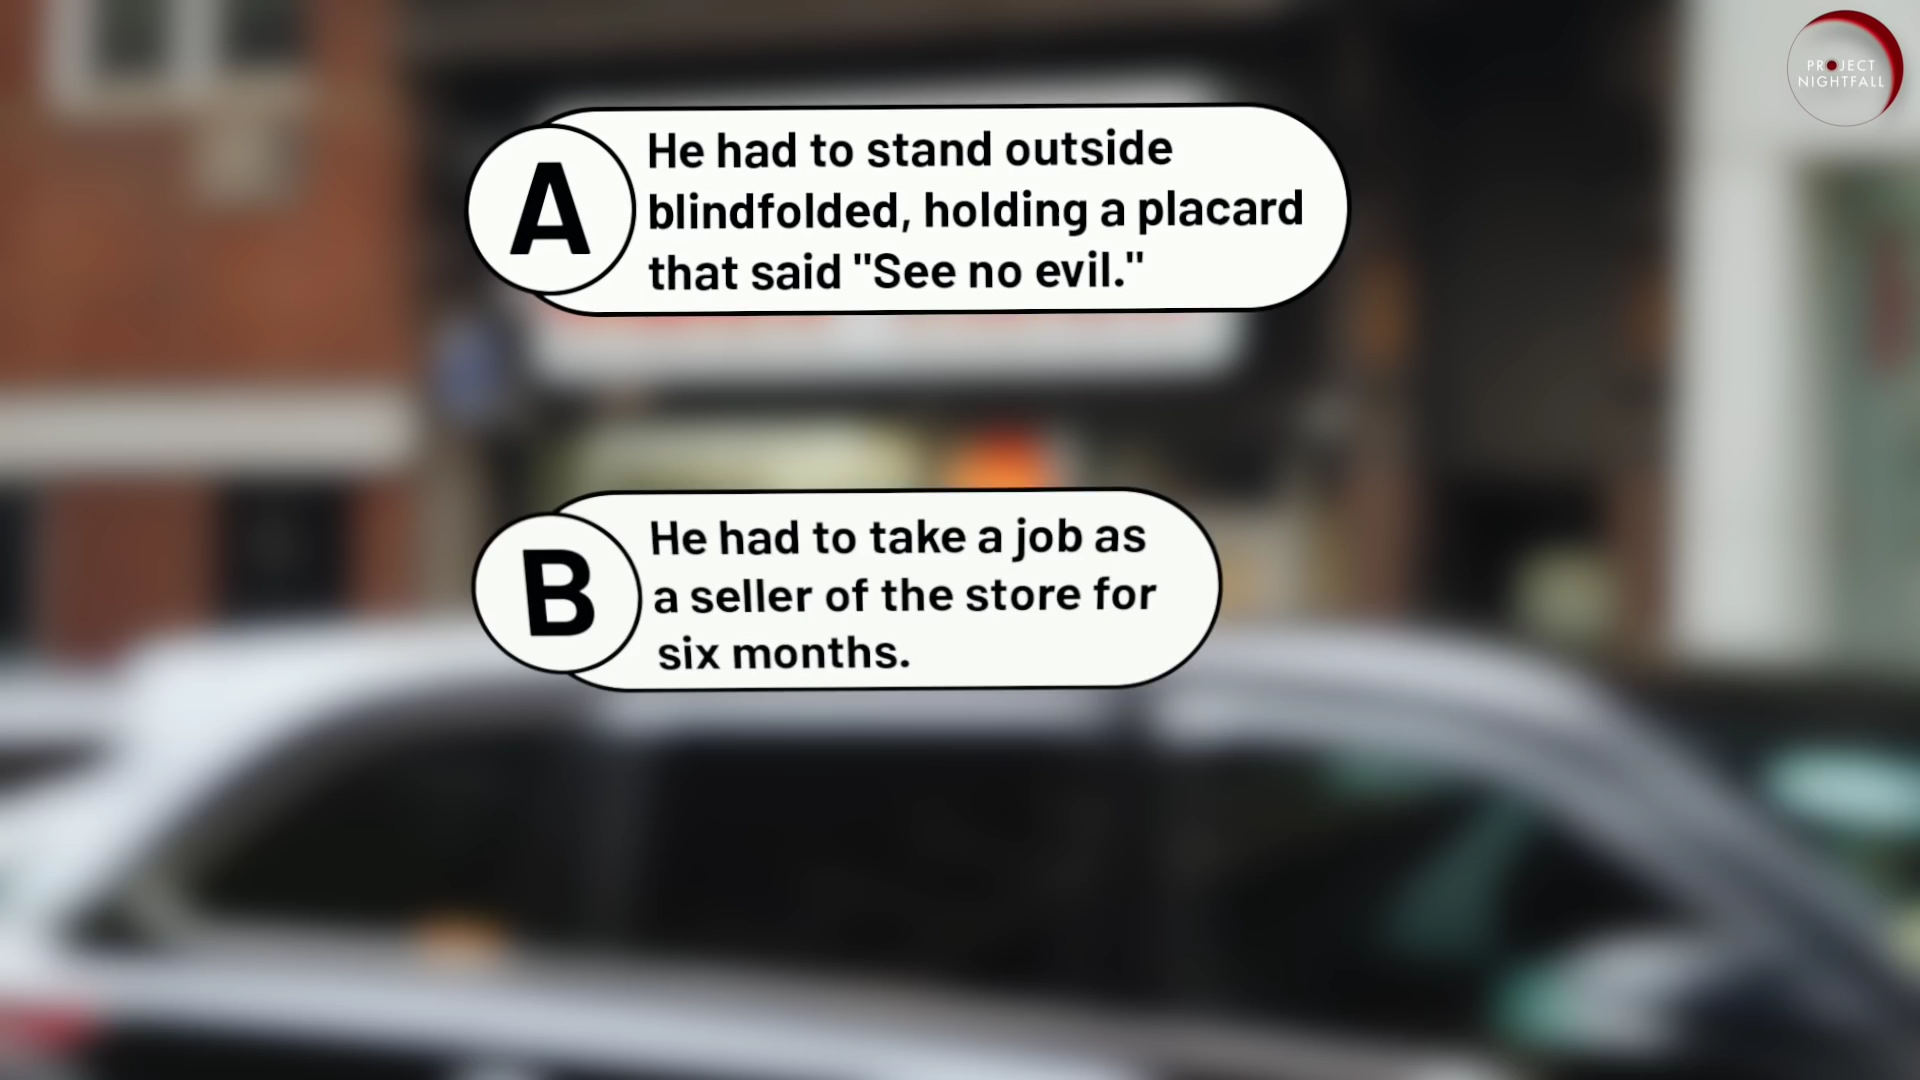 PROJECT
NIGHTFALL
A
He had to stand outside
blindfolded, holding a placard
that said "See no evil."
B
He had to take a job as
a seller of the store for
six months.